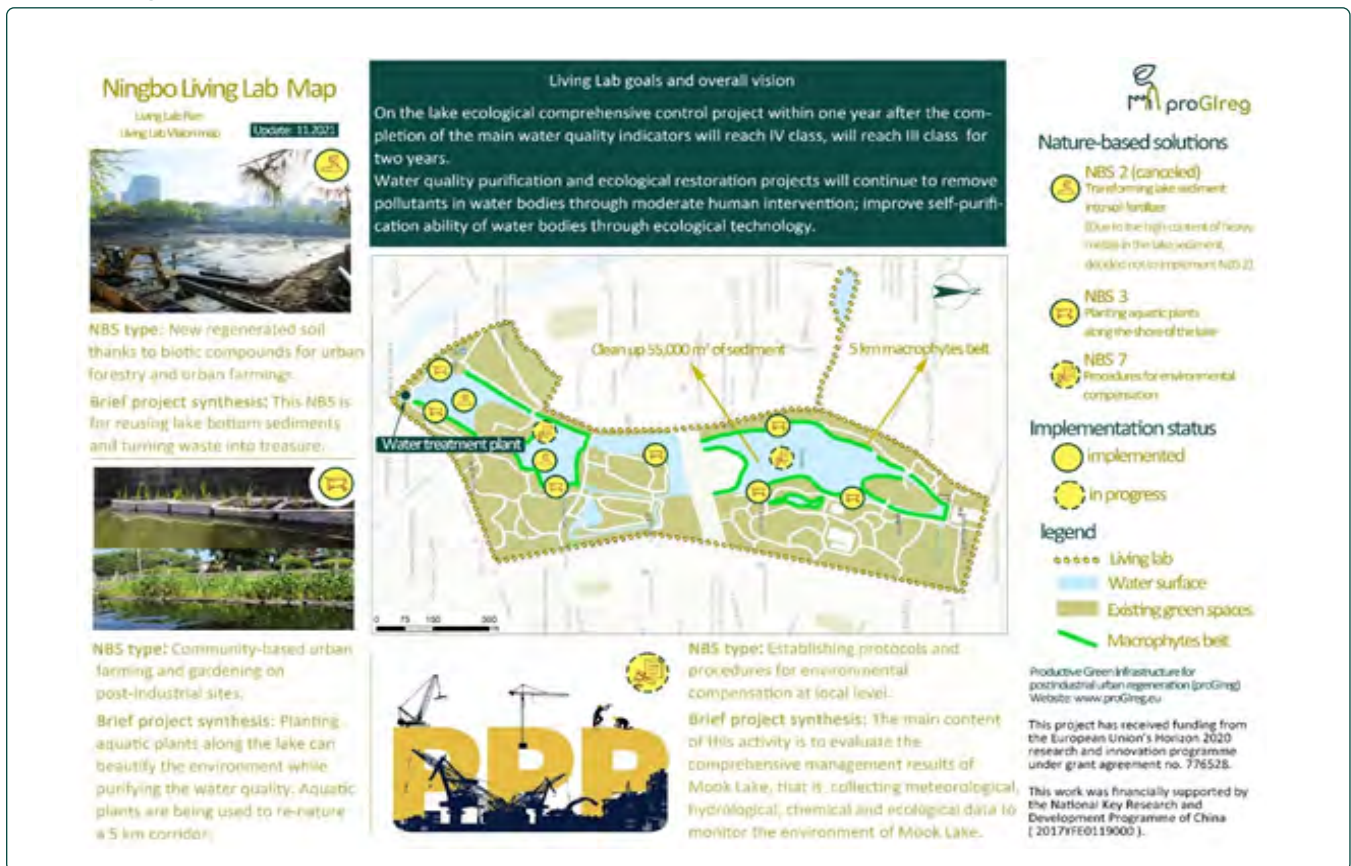 Ningbo Living Lab Map
Living Lab Plan
Living Lab Vision map
Update: 11.2021
NBS type: New regenerated soil
thanks to biotic compounds for urban
forestry and urban farmings.
Brief project synthesis: This NBS is
for reusing lake bottom sediments
and turning waste into treasure.
NBS type: Community-based urban
farming and gardening on
post-industrial sites.
Brief project synthesis: Planting
aquatic plants along the lake can
beautify the environment while
purifying the water quality. Aquatic
plants are being used to re-nature
a 5 km corridor.
Living Lab goals and overall vision
On the lake ecological comprehensive control project within one year after the com-
pletion of the main water quality indicators will reach IV class, will reach III class for
two years.
Water quality purification and ecological restoration projects will continue to remove
pollutants in water bodies through moderate human intervention; improve self-purifi-
cation ability of water bodies through ecological technology.
Clean up 55,000 m³ of sediment
5 km macrophytes belt
Water treatment plant
0 75 150 300
PPP
NBS type: Establishing protocols and
procedures for environmental
compensation at local level.
Brief project synthesis: The main content
of this activity is to evaluate the
comprehensive management results of
Mook Lake, that is, collecting meteorological,
hydrological, chemical and ecological data to
monitor the environment of Mook Lake.
proGIreg
Nature-based solutions
NBS 2 (canceled)
Transforming lake sediment
into soil fertilizer
(Due to the high content of heavy
metals in the lake sediment,
decided not to implement NBS 2)
NBS 3
Planting aquatic plants
along the shore of the lake
NBS 7
Procedures for environmental
compensation
Implementation status
implemented
in progress
legend
Living lab
Water surface
Existing green spaces
Macrophytes belt
Productive Green Infrastructure for
postindustrial urban regeneration (proGIreg)
Website: www.proGIreg.eu
This project has received funding from
the European Union's Horizon 2020
research and innovation programme
under grant agreement no. 776528.
This work was financially supported by
the National Key Research and
Development Programme of China
( 2017YFE0119000 ).